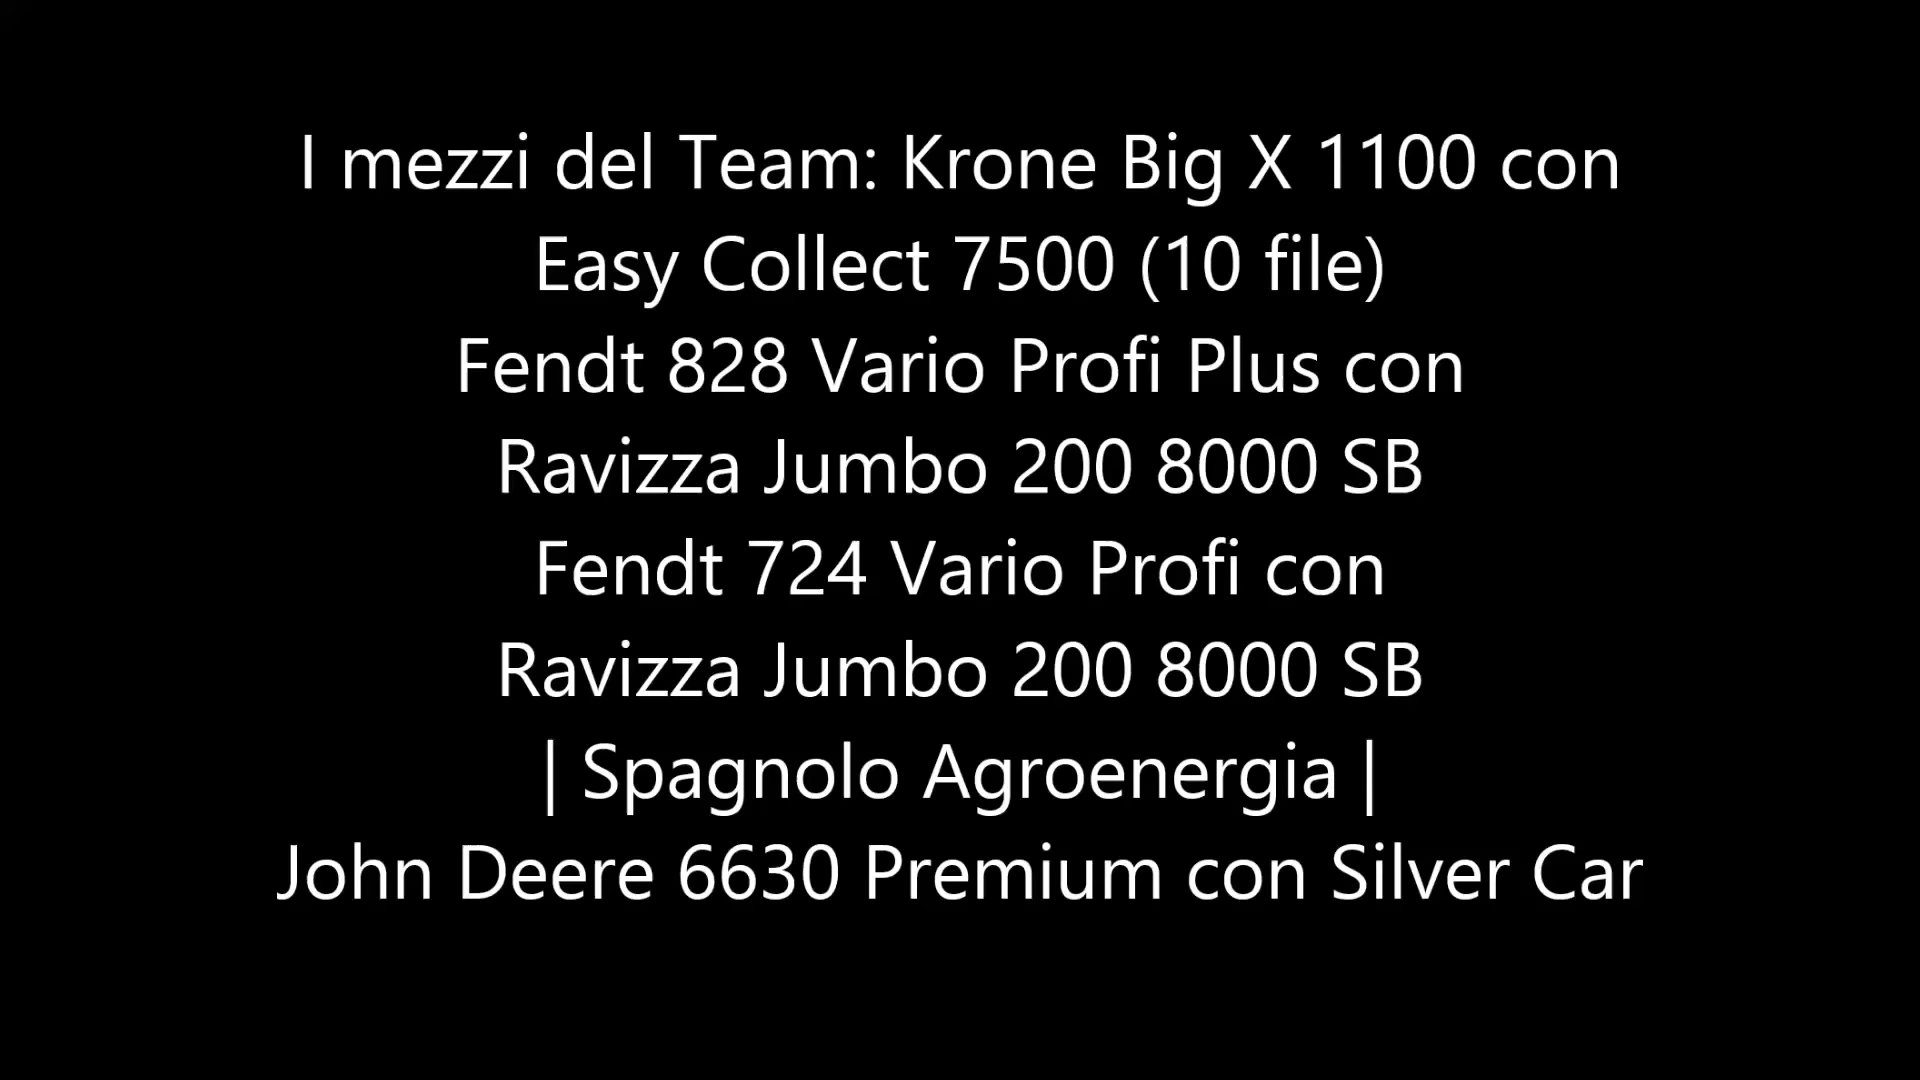 I mezzi del Team: Krone Big X 1100 con
Easy Collect 7500 (10 file)
Fendt 828 Vario Profi Plus con
Ravizza Jumbo 200 8000 SB
Fendt 724 Vario Profi con
Ravizza Jumbo 200 8000 SB
| Spagnolo Agroenergia |
John Deere 6630 Premium con Silver Car